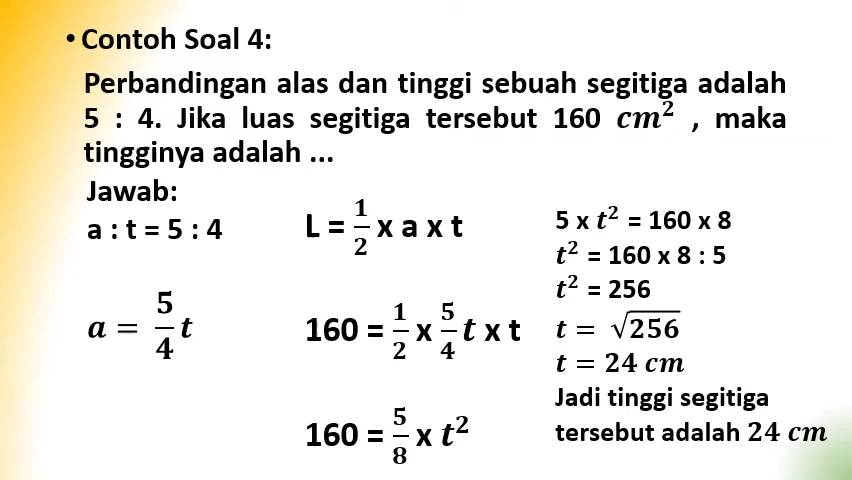 • Contoh Soal 4:
Perbandingan alas dan tinggi sebuah segitiga adalah
5 : 4. Jika luas segitiga tersebut 160 cm² , maka
tingginya adalah ...
Jawab:
a : t = 5 : 4
a = 5/4 t
L = 1/2 x a x t
160 = 1/2 x 5/4 t x t
160 = 5/8 x t²
5 x t² = 160 x 8
t² = 160 x 8 : 5
t² = 256
t = √256
t = 24 cm
Jadi tinggi segitiga
tersebut adalah 24 cm